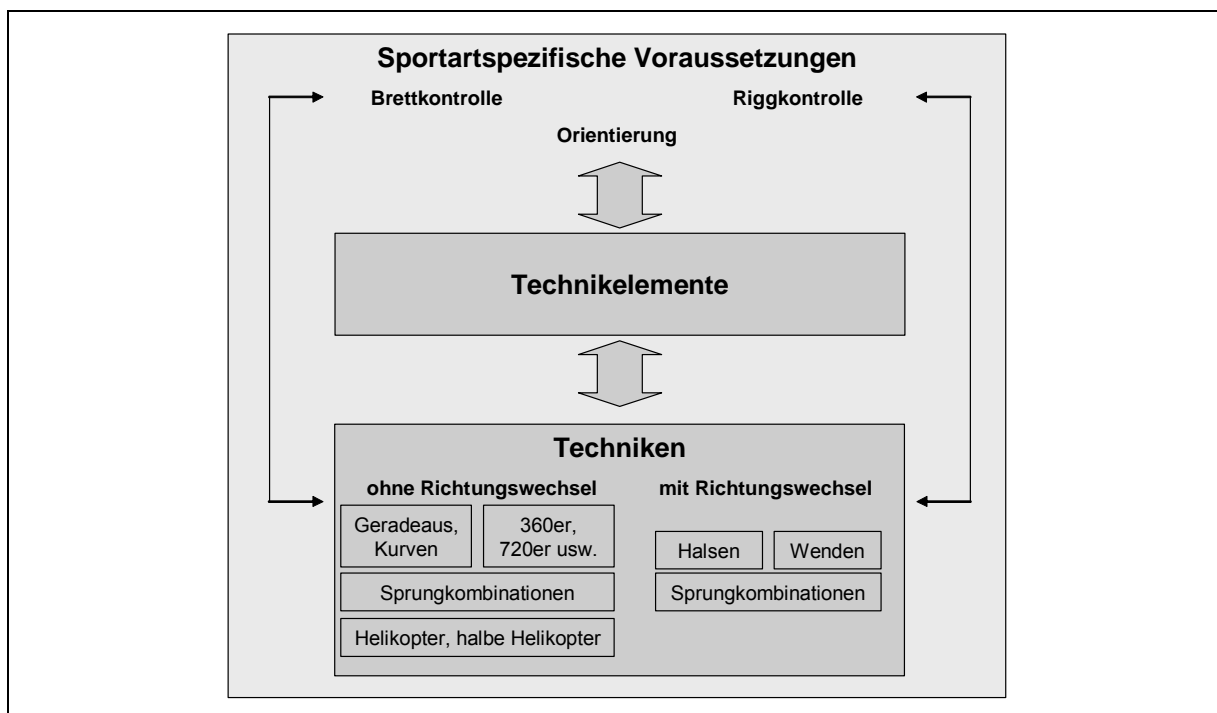 Sportartspezifische Voraussetzungen
Brettkontrolle
Riggkontrolle
Orientierung
Technikelemente
Techniken
ohne Richtungswechsel
mit Richtungswechsel
Geradeaus,
Kurven
360er,
720er usw.
Halsen
Wenden
Sprungkombinationen
Sprungkombinationen
Helikopter, halbe Helikopter